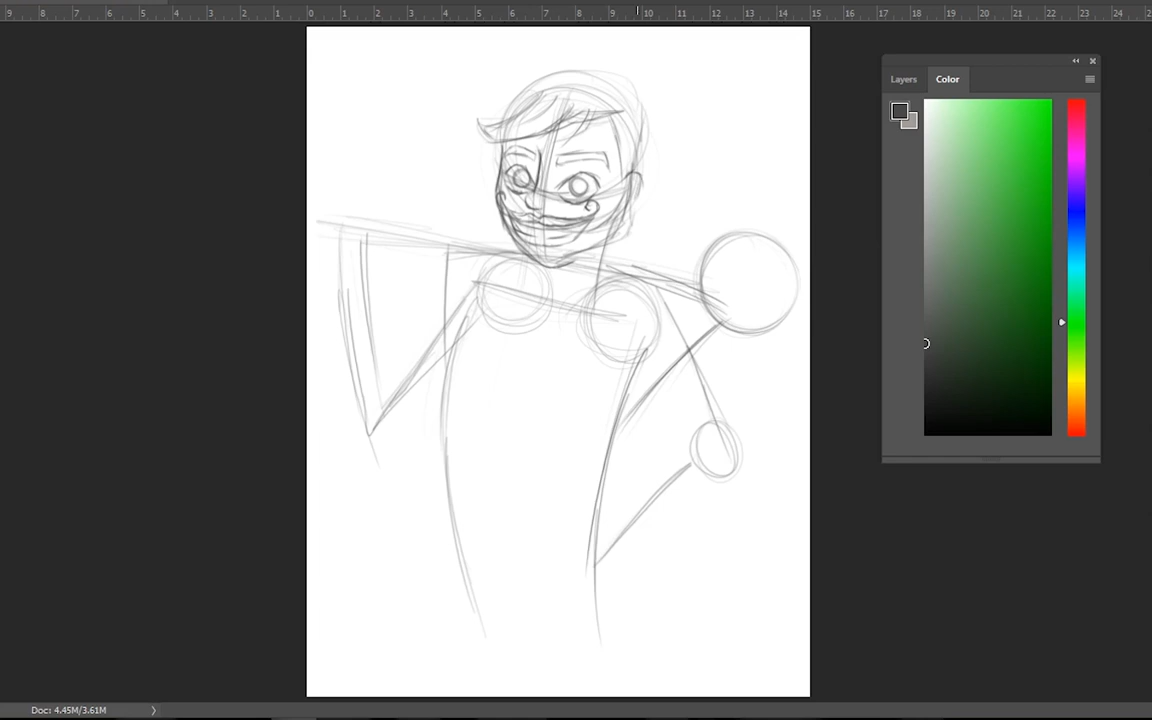 9 8 7 6 5 4 3 2 1 0 1 2 3 4 5 6 7 8 9 10 11 12 13 14 15 16 17 18 19 20 21 22 23 24
Layers Color
Doc: 4.45M/3.61M